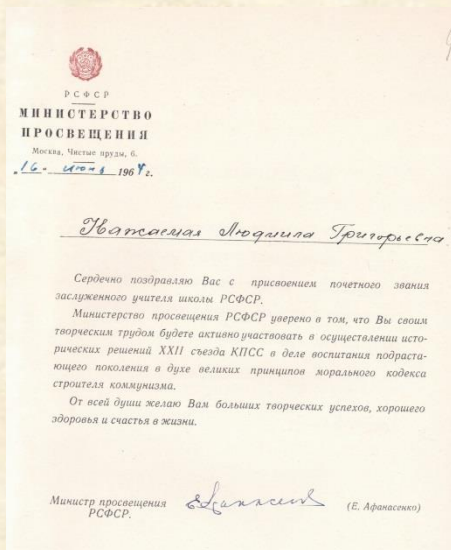 РСФСР
МИНИСТЕРСТВО
ПРОСВЕЩЕНИЯ
Москва, Чистые пруды, 6.
„16“ июня 1964 г.
Уважаемая Людмила Григорьевна
Сердечно поздравляю Вас с присвоением почетного звания
заслуженного учителя школы РСФСР.
Министерство просвещения РСФСР уверено в том, что Вы своим
творческим трудом будете активно участвовать в осуществлении исто-
рических решений XXII съезда КПСС в деле воспитания подраста-
ющего поколения в духе великих принципов морального кодекса
строителя коммунизма.
От всей души желаю Вам больших творческих успехов, хорошего
здоровья и счастья в жизни.
Министр просвещения
РСФСР.
(Е. Афанасенко)